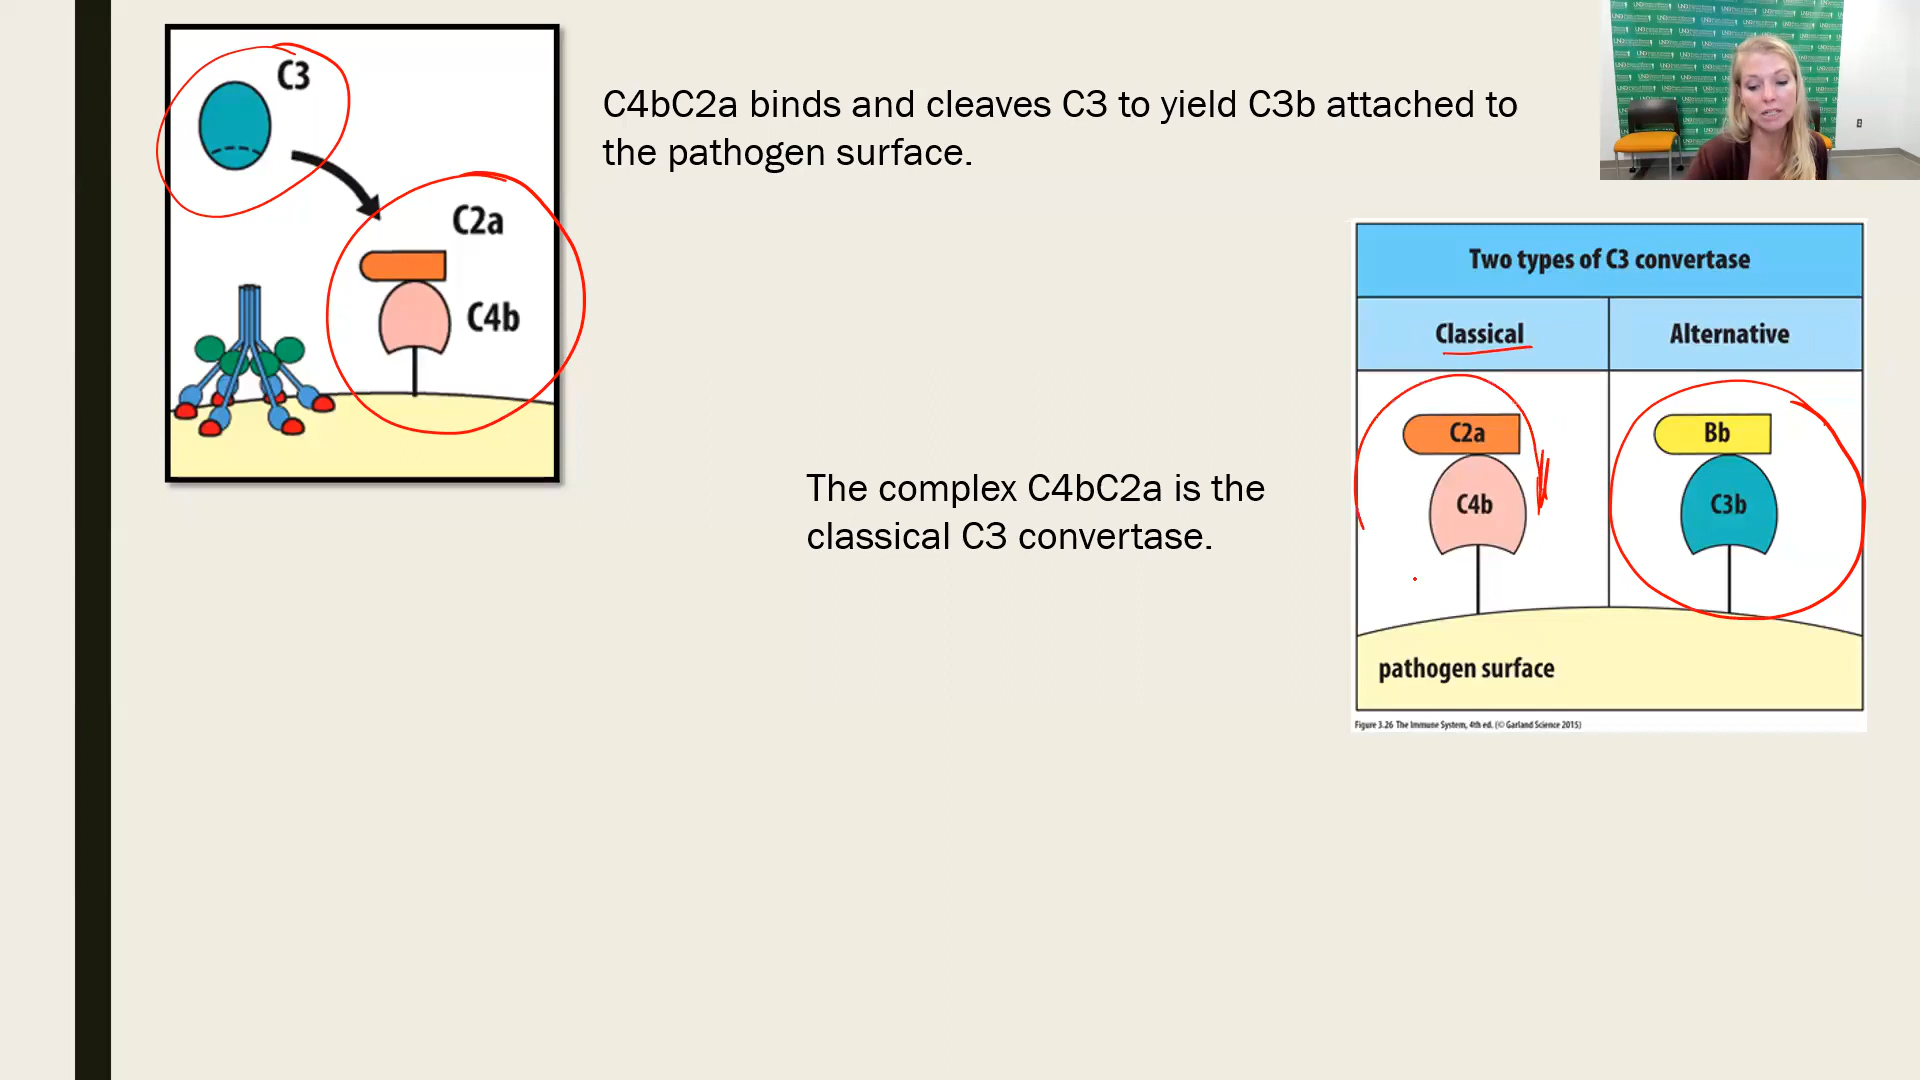 C3
C2a
C4b
C4bC2a binds and cleaves C3 to yield C3b attached to
the pathogen surface.
The complex C4bC2a is the
classical C3 convertase.
Two types of C3 convertase
Classical
Alternative
C2a
C4b
Bb
C3b
pathogen surface
Figure 3.26 The Immune System, 4th ed. (© Garland Science 2015)